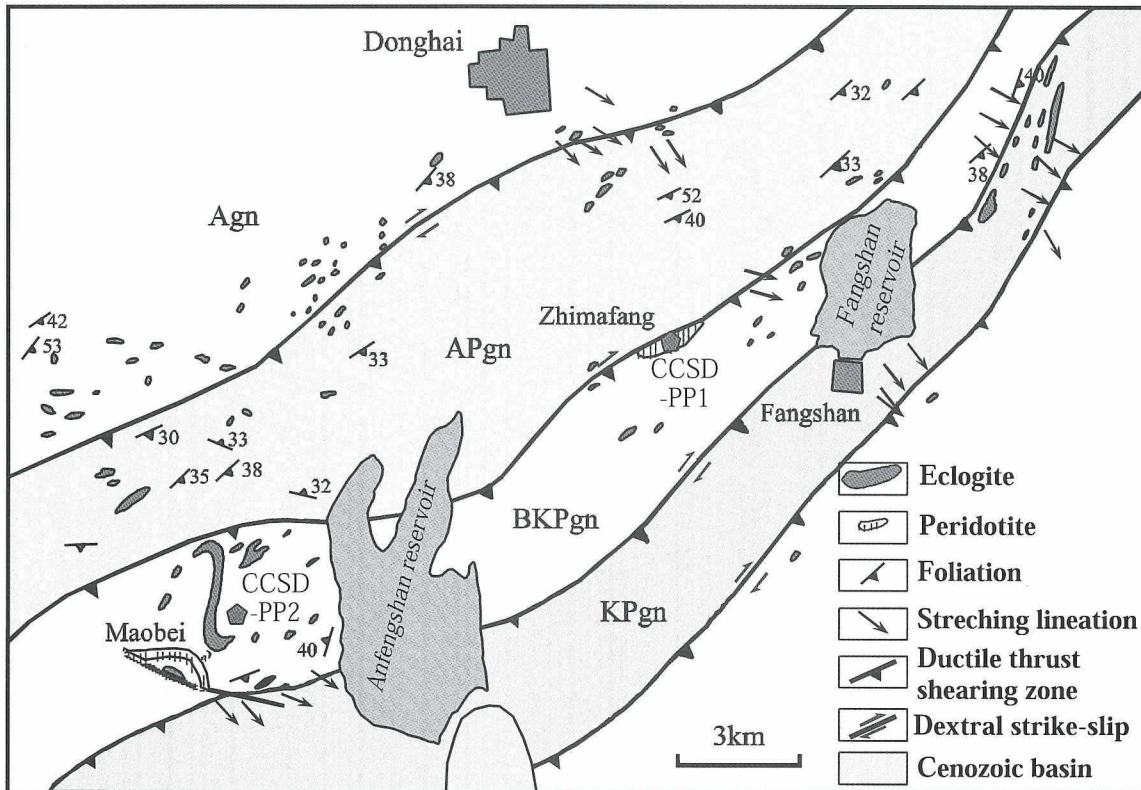 Donghai
40
32
33
38
38
52
40
Agn
Fangshan
reservoir
Zhimafang
42
53
APgn
33
CCSD
-PP1
Fangshan
30
33
35
38
32
BKPgn
Anfengshan reservoir
CCSD
-PP2
KPgn
Maobei
40
3km
Eclogite
Peridotite
Foliation
Streching lineation
Ductile thrust
shearing zone
Dextral strike-slip
Cenozoic basin